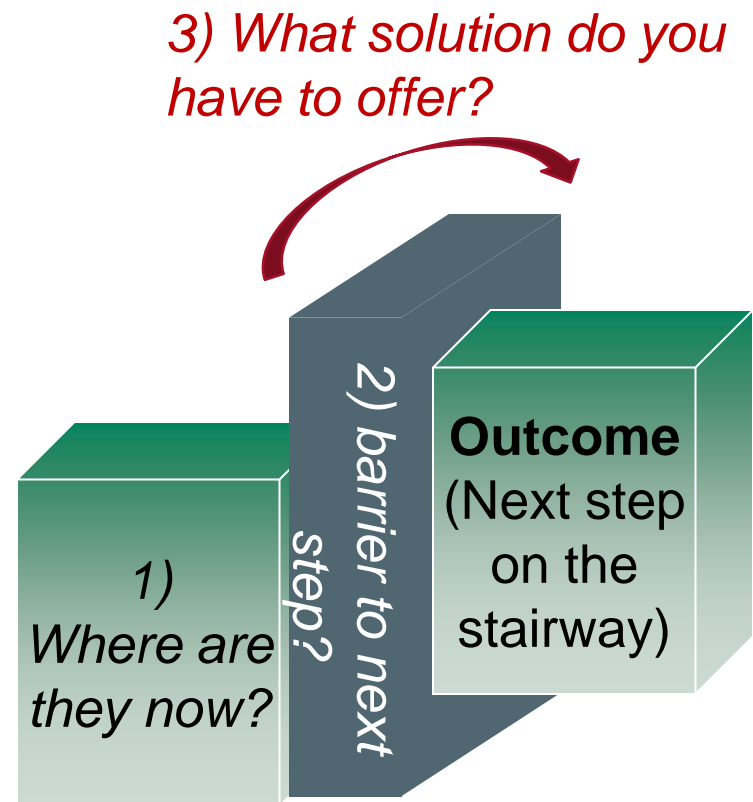 3) What solution do you
have to offer?
1)
Where are
they now?
2) barrier to next
step?
Outcome
(Next step
on the
stairway)